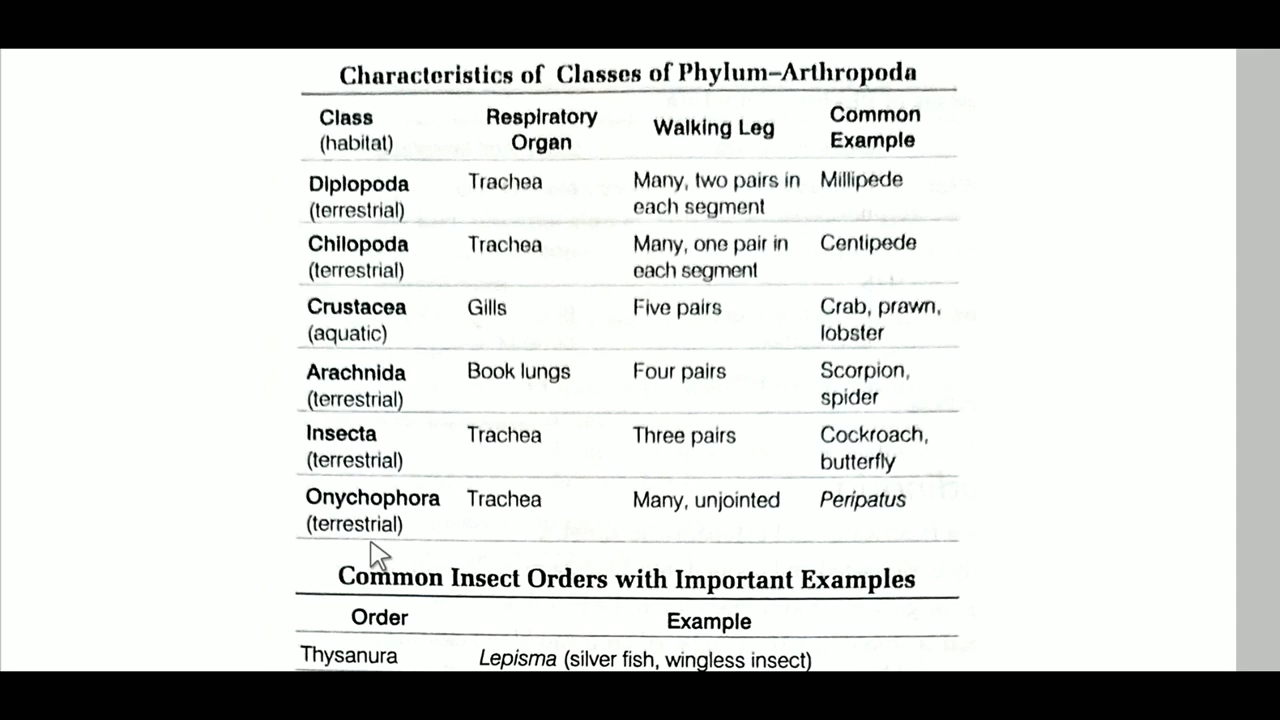 Characteristics of Classes of Phylum–Arthropoda
Class (habitat) Respiratory Organ Walking Leg Common Example
Diplopoda (terrestrial) Trachea Many, two pairs in each segment Millipede
Chilopoda (terrestrial) Trachea Many, one pair in each segment Centipede
Crustacea (aquatic) Gills Five pairs Crab, prawn, lobster
Arachnida (terrestrial) Book lungs Four pairs Scorpion, spider
Insecta (terrestrial) Trachea Three pairs Cockroach, butterfly
Onychophora (terrestrial) Trachea Many, unjointed Peripatus
Common Insect Orders with Important Examples
Order Example
Thysanura Lepisma (silver fish, wingless insect)